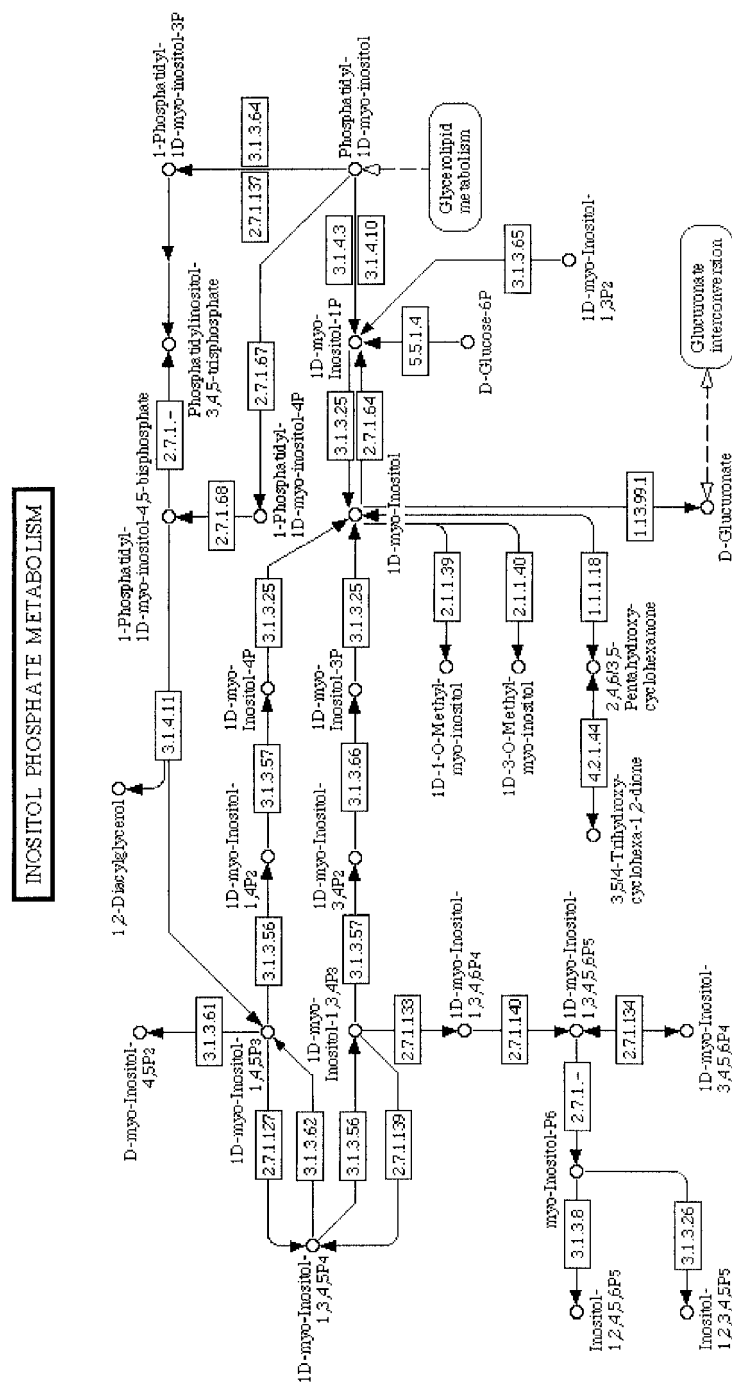 INOSITOL PHOSPHATE METABOLISM
1-Phosphatidyl-
1D-myo-inositol-3P
3.1.3.64
2.7.1.137
Phosphatidyl-
1D-myo-inositol
Glycerolipid
metabolism
Phosphatidylinositol-
3,4,5-trisphosphate
2.7.1.-
2.7.1.67
3.1.4.3
3.1.4.10
1D-myo-
Inositol-1P
5.5.1.4
D-Glucose-6P
3.1.3.65
1D-myo-Inositol-
1,3P2
1-Phosphatidyl-
1D-myo-inositol-4,5-bisphosphate
2.7.1.68
1-Phosphatidyl-
1D-myo-inositol-4P
3.1.3.25
2.7.1.64
1D-myo-Inositol
1.13.99.1
D-Glucuronate
Glucuronate
interconversion
3.1.4.11
1,2-Diacylglycerol
3.1.3.25
1D-myo-
Inositol-4P
3.1.3.57
1D-myo-Inositol-
1,4P2
3.1.3.56
3.1.3.25
1D-myo-
Inositol-3P
3.1.3.66
1D-myo-Inositol-
3,4P2
3.1.3.57
2.1.1.39
1D-1-O-Methyl-
myo-inositol
2.1.1.40
1D-3-O-Methyl-
myo-inositol
1.1.1.18
2,4,6/3,5-
Pentahydroxy-
cyclohexanone
4.2.1.44
3,5/4-Trihydroxy-
cyclohexa-1,2-dione
D-myo-Inositol-
4,5P2
3.1.3.61
1D-myo-Inositol-
1,4,5P3
2.7.1.127
3.1.3.62
3.1.3.56
2.7.1.139
1D-myo-
Inositol-1,3,4P3
1D-myo-Inositol-
1,3,4,5P4
2.7.1.133
1D-myo-Inositol-
1,3,4,6P4
2.7.1.140
1D-myo-Inositol-
1,3,4,5,6P5
2.7.1.134
1D-myo-Inositol-
3,4,5,6P4
2.7.1.-
myo-Inositol-P6
3.1.3.8
Inositol-
1,2,4,5,6P5
3.1.3.26
Inositol-
1,2,3,4,5P5